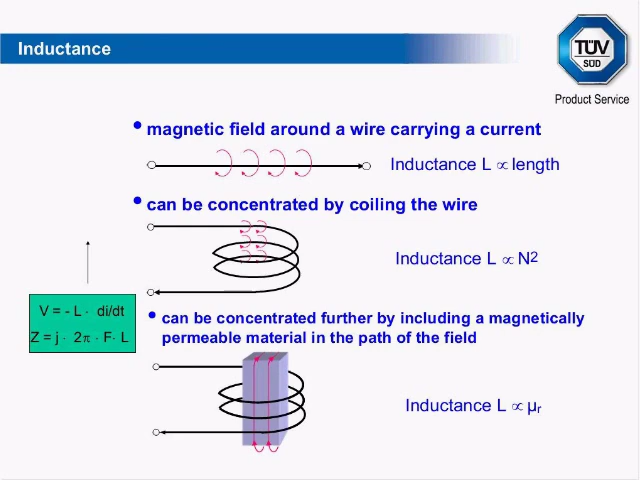 Inductance
TÜV
SÜD
Product Service
• magnetic field around a wire carrying a current
Inductance L ∝ length
• can be concentrated by coiling the wire
Inductance L ∝ N2
V = - L · di/dt
Z = j · 2π · F· L
• can be concentrated further by including a magnetically
permeable material in the path of the field
Inductance L ∝ μr